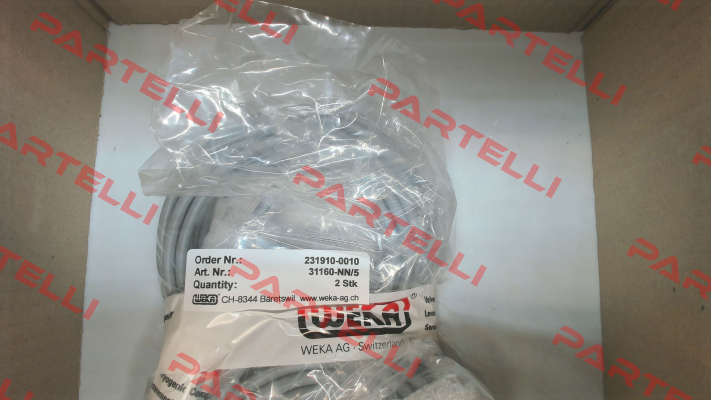 PARTELLI
PARTELLI
PARTELLI
PARTELLI
PARTELLI
PARTELLI
PARTELLI
PARTELLI
Order Nr.: 231910-0010
Art. Nr.: 31160-NN/5
Quantity: 2 Stk
WEKA CH-8344 Bäretswil www.weka-ag.ch
WEKA®
WEKA AG · Switzerland